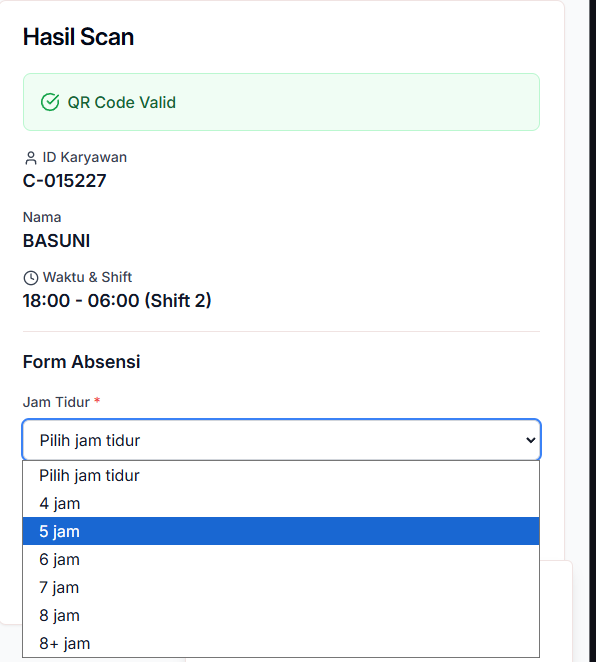 Hasil Scan
QR Code Valid
ID Karyawan
C-015227
Nama
BASUNI
Waktu & Shift
18:00 - 06:00 (Shift 2)
Form Absensi
Jam Tidur *
Pilih jam tidur
Pilih jam tidur
4 jam
5 jam
6 jam
7 jam
8 jam
8+ jam